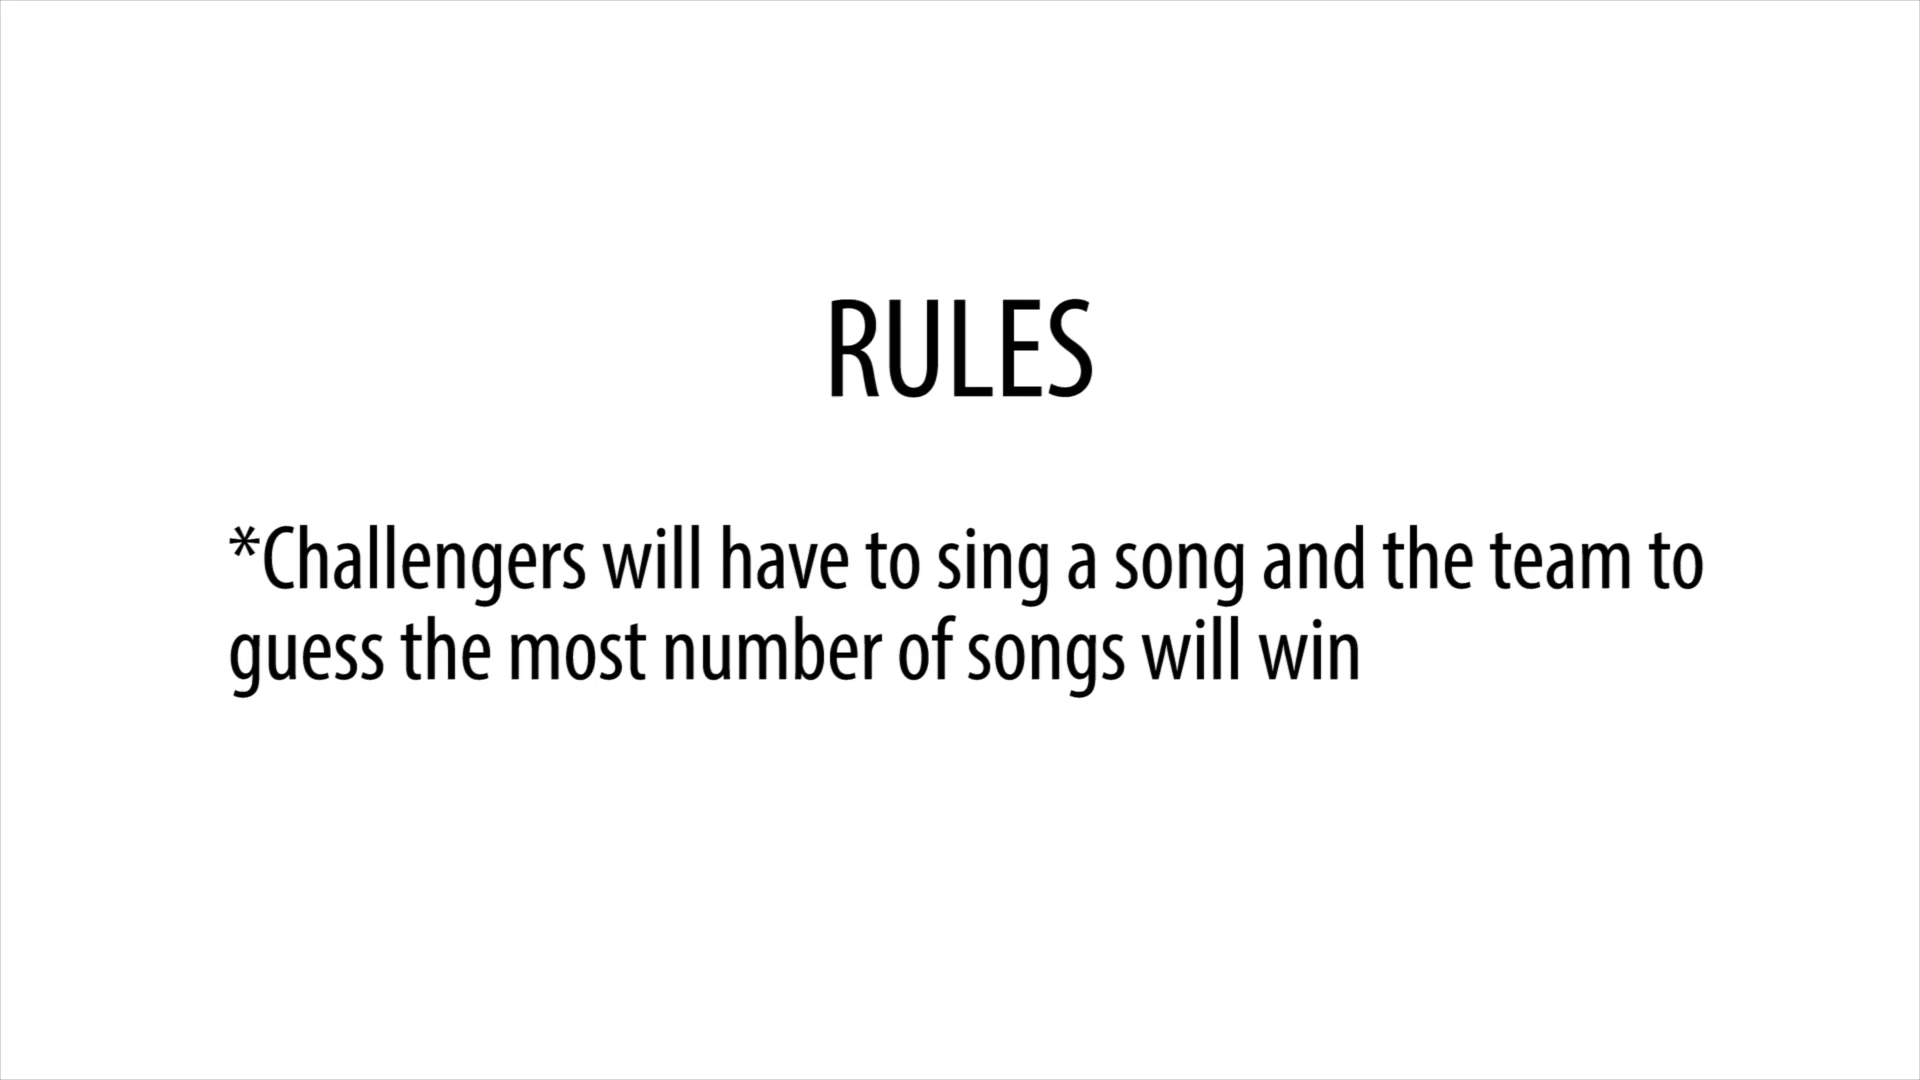 RULES
*Challengers will have to sing a song and the team to
guess the most number of songs will win